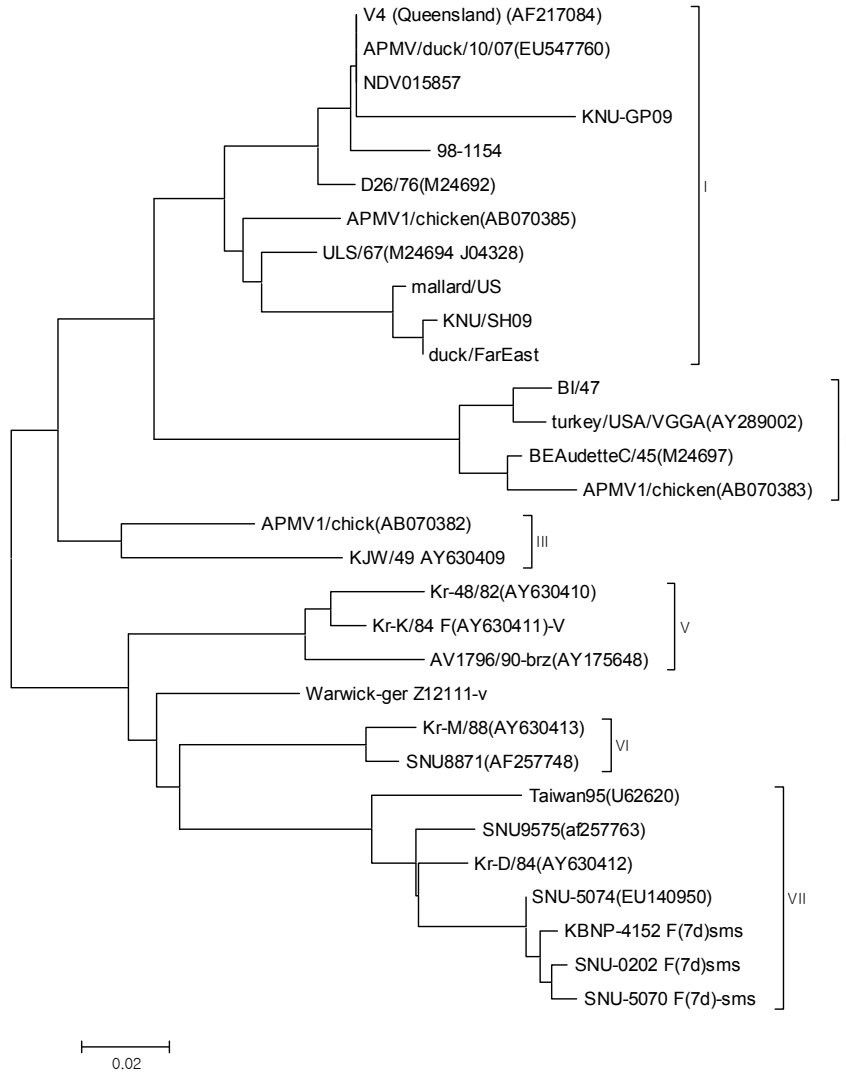 V4 (Queensland) (AF217084)
APMV/duck/10/07(EU547760)
NDV015857
KNU-GP09
98-1154
D26/76(M24692)
I
APMV1/chicken(AB070385)
ULS/67(M24694 J04328)
mallard/US
KNU/SH09
duck/FarEast
BI/47
turkey/USA/VGGA(AY289002)
BEAudetteC/45(M24697)
APMV1/chicken(AB070383)
APMV1/chick(AB070382)
III
KJW/49 AY630409
Kr-48/82(AY630410)
Kr-K/84 F(AY630411)-V
V
AV1796/90-brz(AY175648)
Warwick-ger Z12111-v
Kr-M/88(AY630413)
VI
SNU8871(AF257748)
Taiwan95(U62620)
SNU9575(af257763)
Kr-D/84(AY630412)
SNU-5074(EU140950)
VII
KBNP-4152 F(7d)sms
SNU-0202 F(7d)sms
SNU-5070 F(7d)-sms
0.02